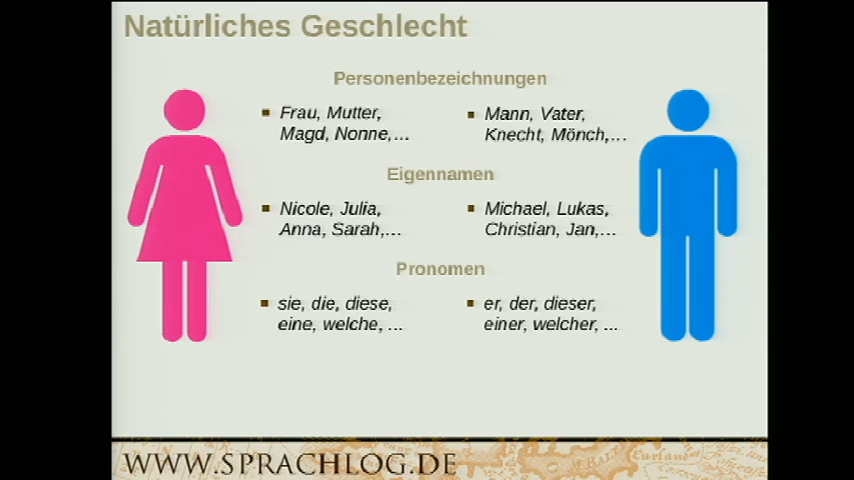 Natürliches Geschlecht
Personenbezeichnungen
▪ Frau, Mutter,
Magd, Nonne,...
▪ Mann, Vater,
Knecht, Mönch,...
Eigennamen
▪ Nicole, Julia,
Anna, Sarah,...
▪ Michael, Lukas,
Christian, Jan,...
Pronomen
▪ sie, die, diese,
eine, welche, ...
▪ er, der, dieser,
einer, welcher, ...
WWW.SPRACHLOG.DE